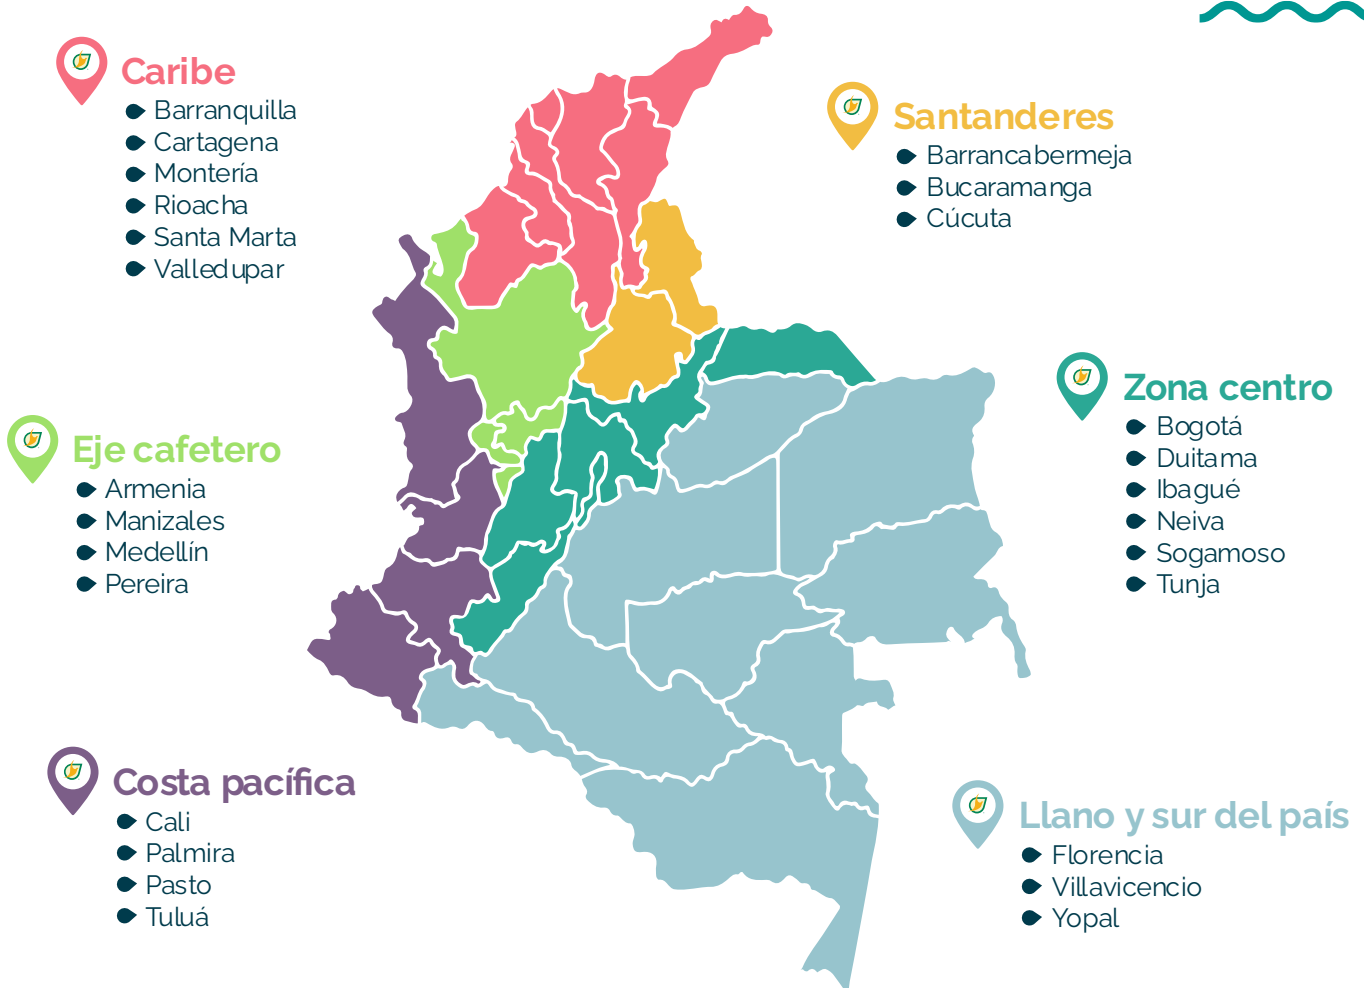 Caribe
Barranquilla
Cartagena
Montería
Rioacha
Santa Marta
Valledupar
Santanderes
Barrancabermeja
Bucaramanga
Cúcuta
Eje cafetero
Armenia
Manizales
Medellín
Pereira
Zona centro
Bogotá
Duitama
Ibagué
Neiva
Sogamoso
Tunja
Costa pacífica
Cali
Palmira
Pasto
Tuluá
Llano y sur del país
Florencia
Villavicencio
Yopal